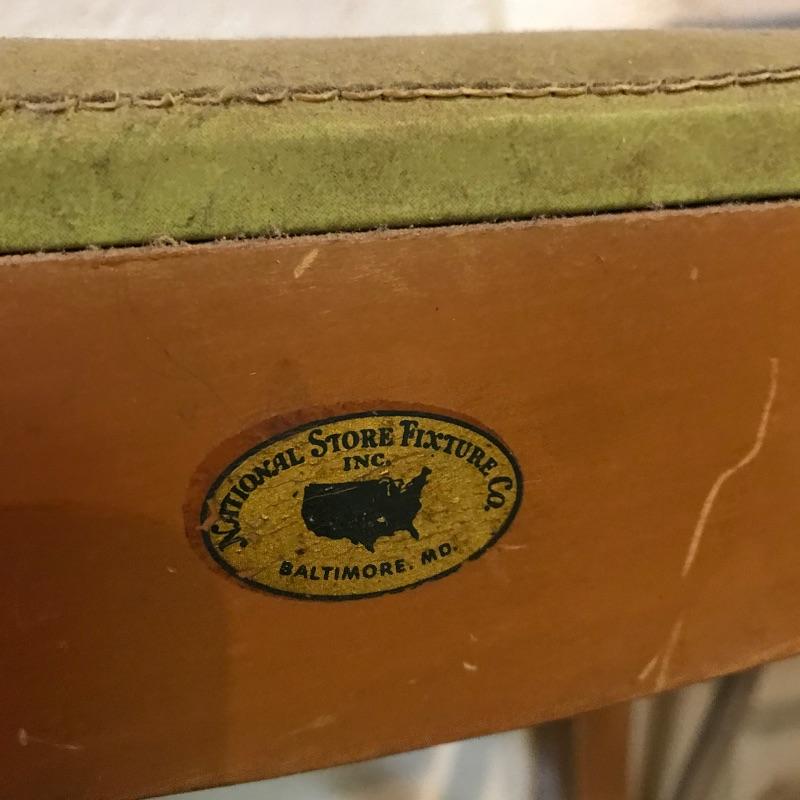 National Store Fixture Co.
INC.
BALTIMORE. MD.